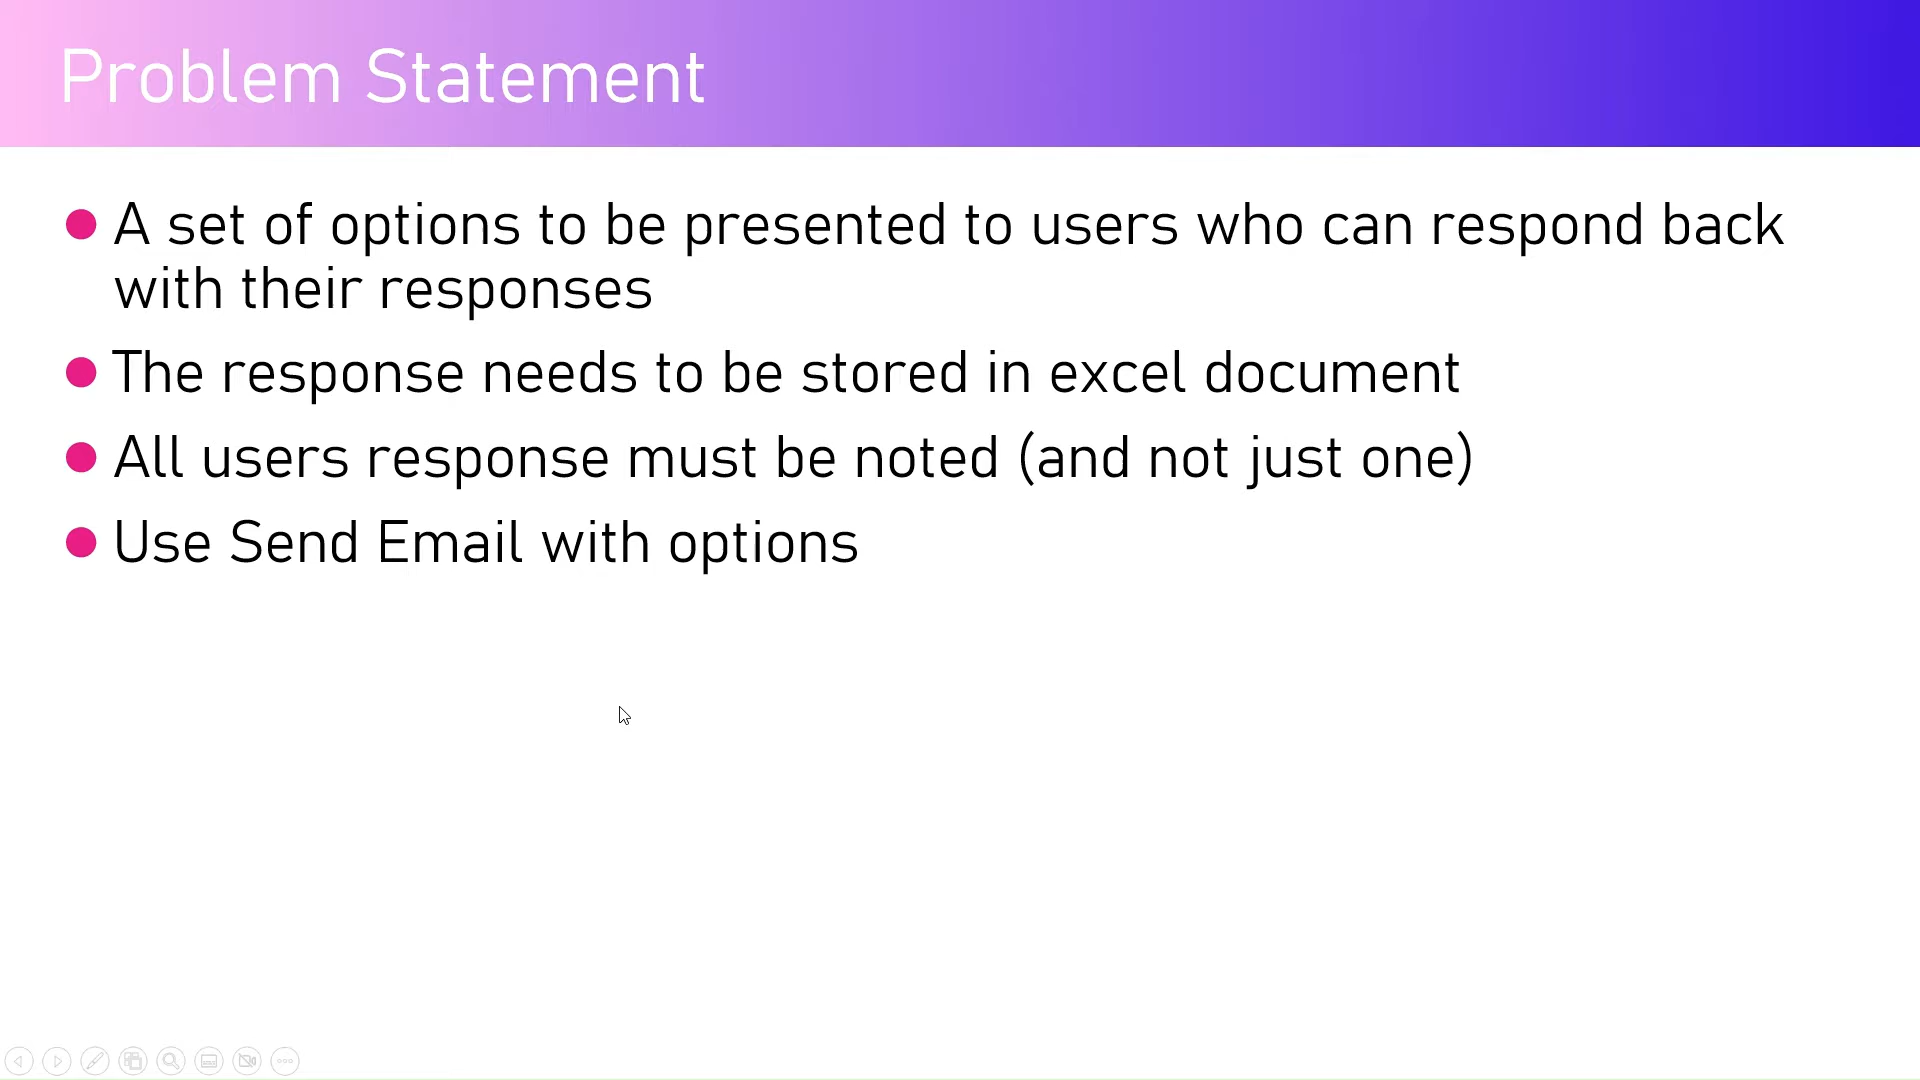 Problem Statement
A set of options to be presented to users who can respond back
with their responses
The response needs to be stored in excel document
All users response must be noted (and not just one)
Use Send Email with options